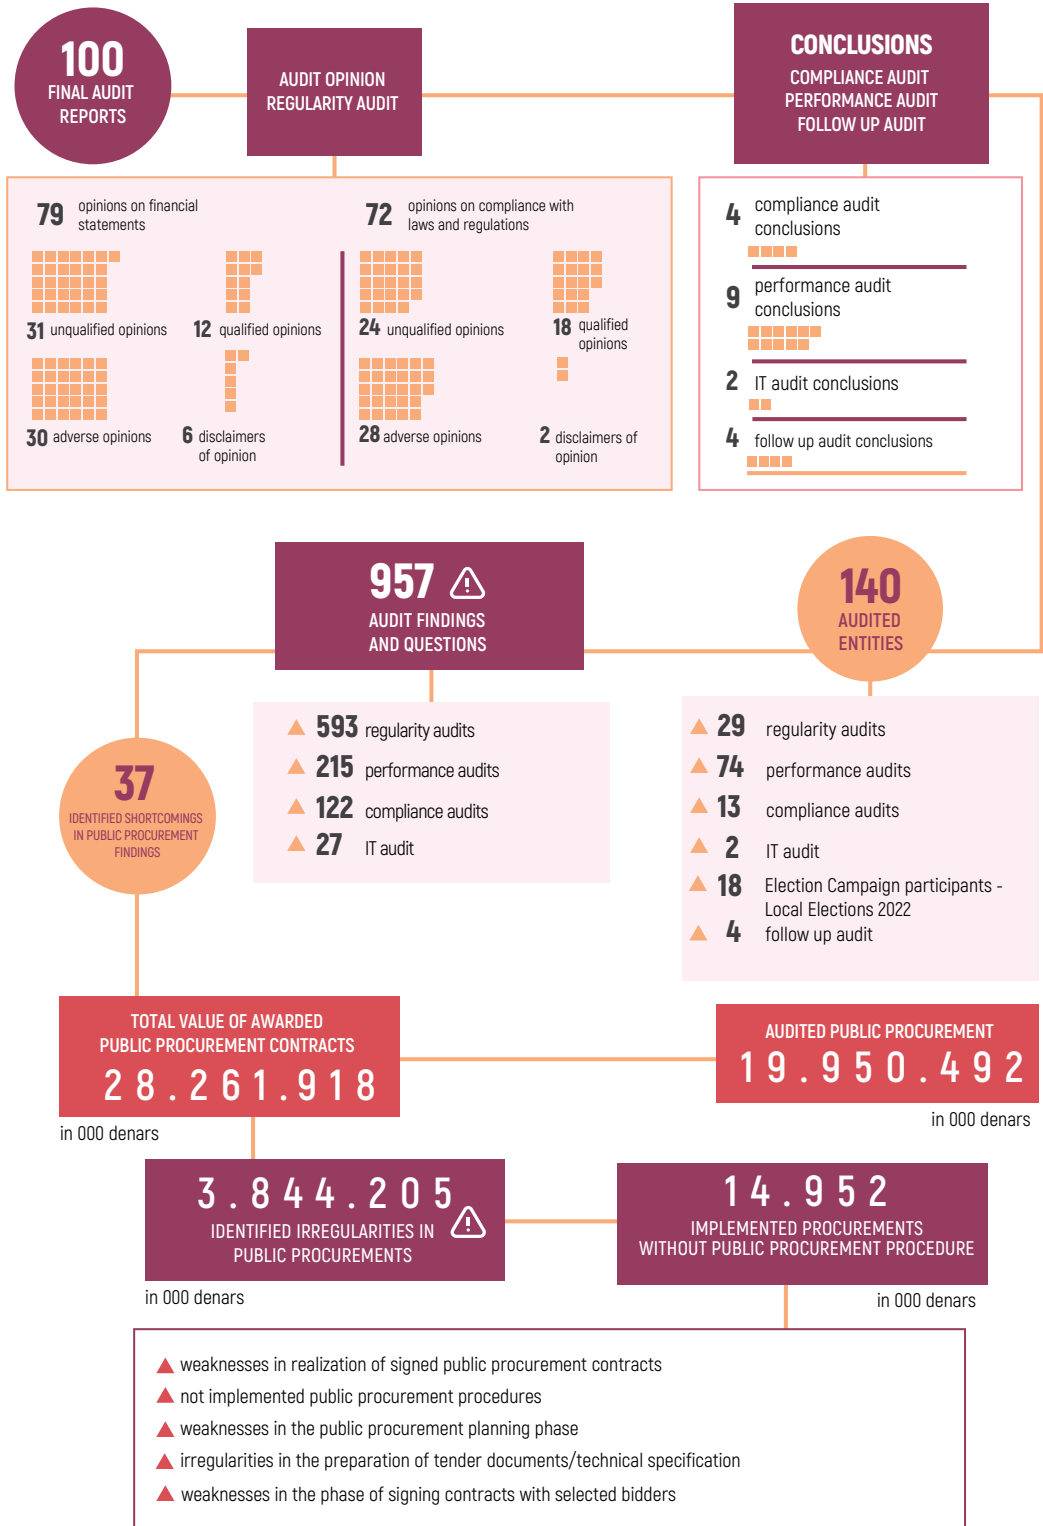 100
FINAL AUDIT
REPORTS
AUDIT OPINION
REGULARITY AUDIT
CONCLUSIONS
COMPLIANCE AUDIT
PERFORMANCE AUDIT
FOLLOW UP AUDIT
79 opinions on financial
statements
72 opinions on compliance with
laws and regulations
31 unqualified opinions
12 qualified opinions
24 unqualified opinions
18 qualified
opinions
30 adverse opinions
6 disclaimers
of opinion
28 adverse opinions
2 disclaimers of
opinion
4 compliance audit
conclusions
9 performance audit
conclusions
2 IT audit conclusions
4 follow up audit conclusions
957
AUDIT FINDINGS
AND QUESTIONS
140
AUDITED
ENTITIES
593 regularity audits
215 performance audits
122 compliance audits
27 IT audit
29 regularity audits
74 performance audits
13 compliance audits
2 IT audit
18 Election Campaign participants -
Local Elections 2022
4 follow up audit
37
IDENTIFIED SHORTCOMINGS
IN PUBLIC PROCUREMENT
FINDINGS
TOTAL VALUE OF AWARDED
PUBLIC PROCUREMENT CONTRACTS
28.261.918
in 000 denars
AUDITED PUBLIC PROCUREMENT
19.950.492
in 000 denars
3.844.205
IDENTIFIED IRREGULARITIES IN
PUBLIC PROCUREMENTS
in 000 denars
14.952
IMPLEMENTED PROCUREMENTS
WITHOUT PUBLIC PROCUREMENT PROCEDURE
in 000 denars
weaknesses in realization of signed public procurement contracts
not implemented public procurement procedures
weaknesses in the public procurement planning phase
irregularities in the preparation of tender documents/technical specification
weaknesses in the phase of signing contracts with selected bidders